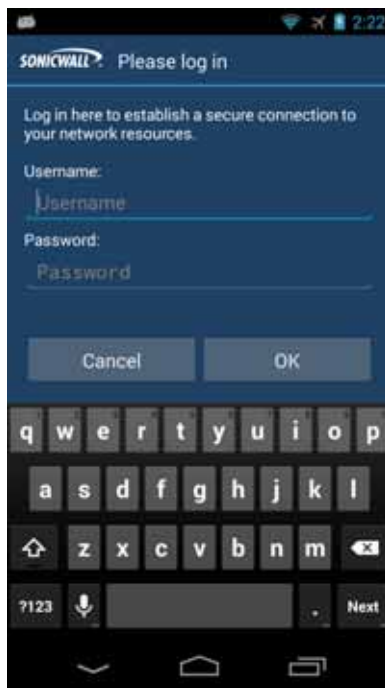 2:22
SONICWALL Please log in
Log in here to establish a secure connection to
your network resources.
Username:
Username
Password:
Password
Cancel OK
q w e r t y u i o p
a s d f g h j k l
z x c v b n m
?123 . Next